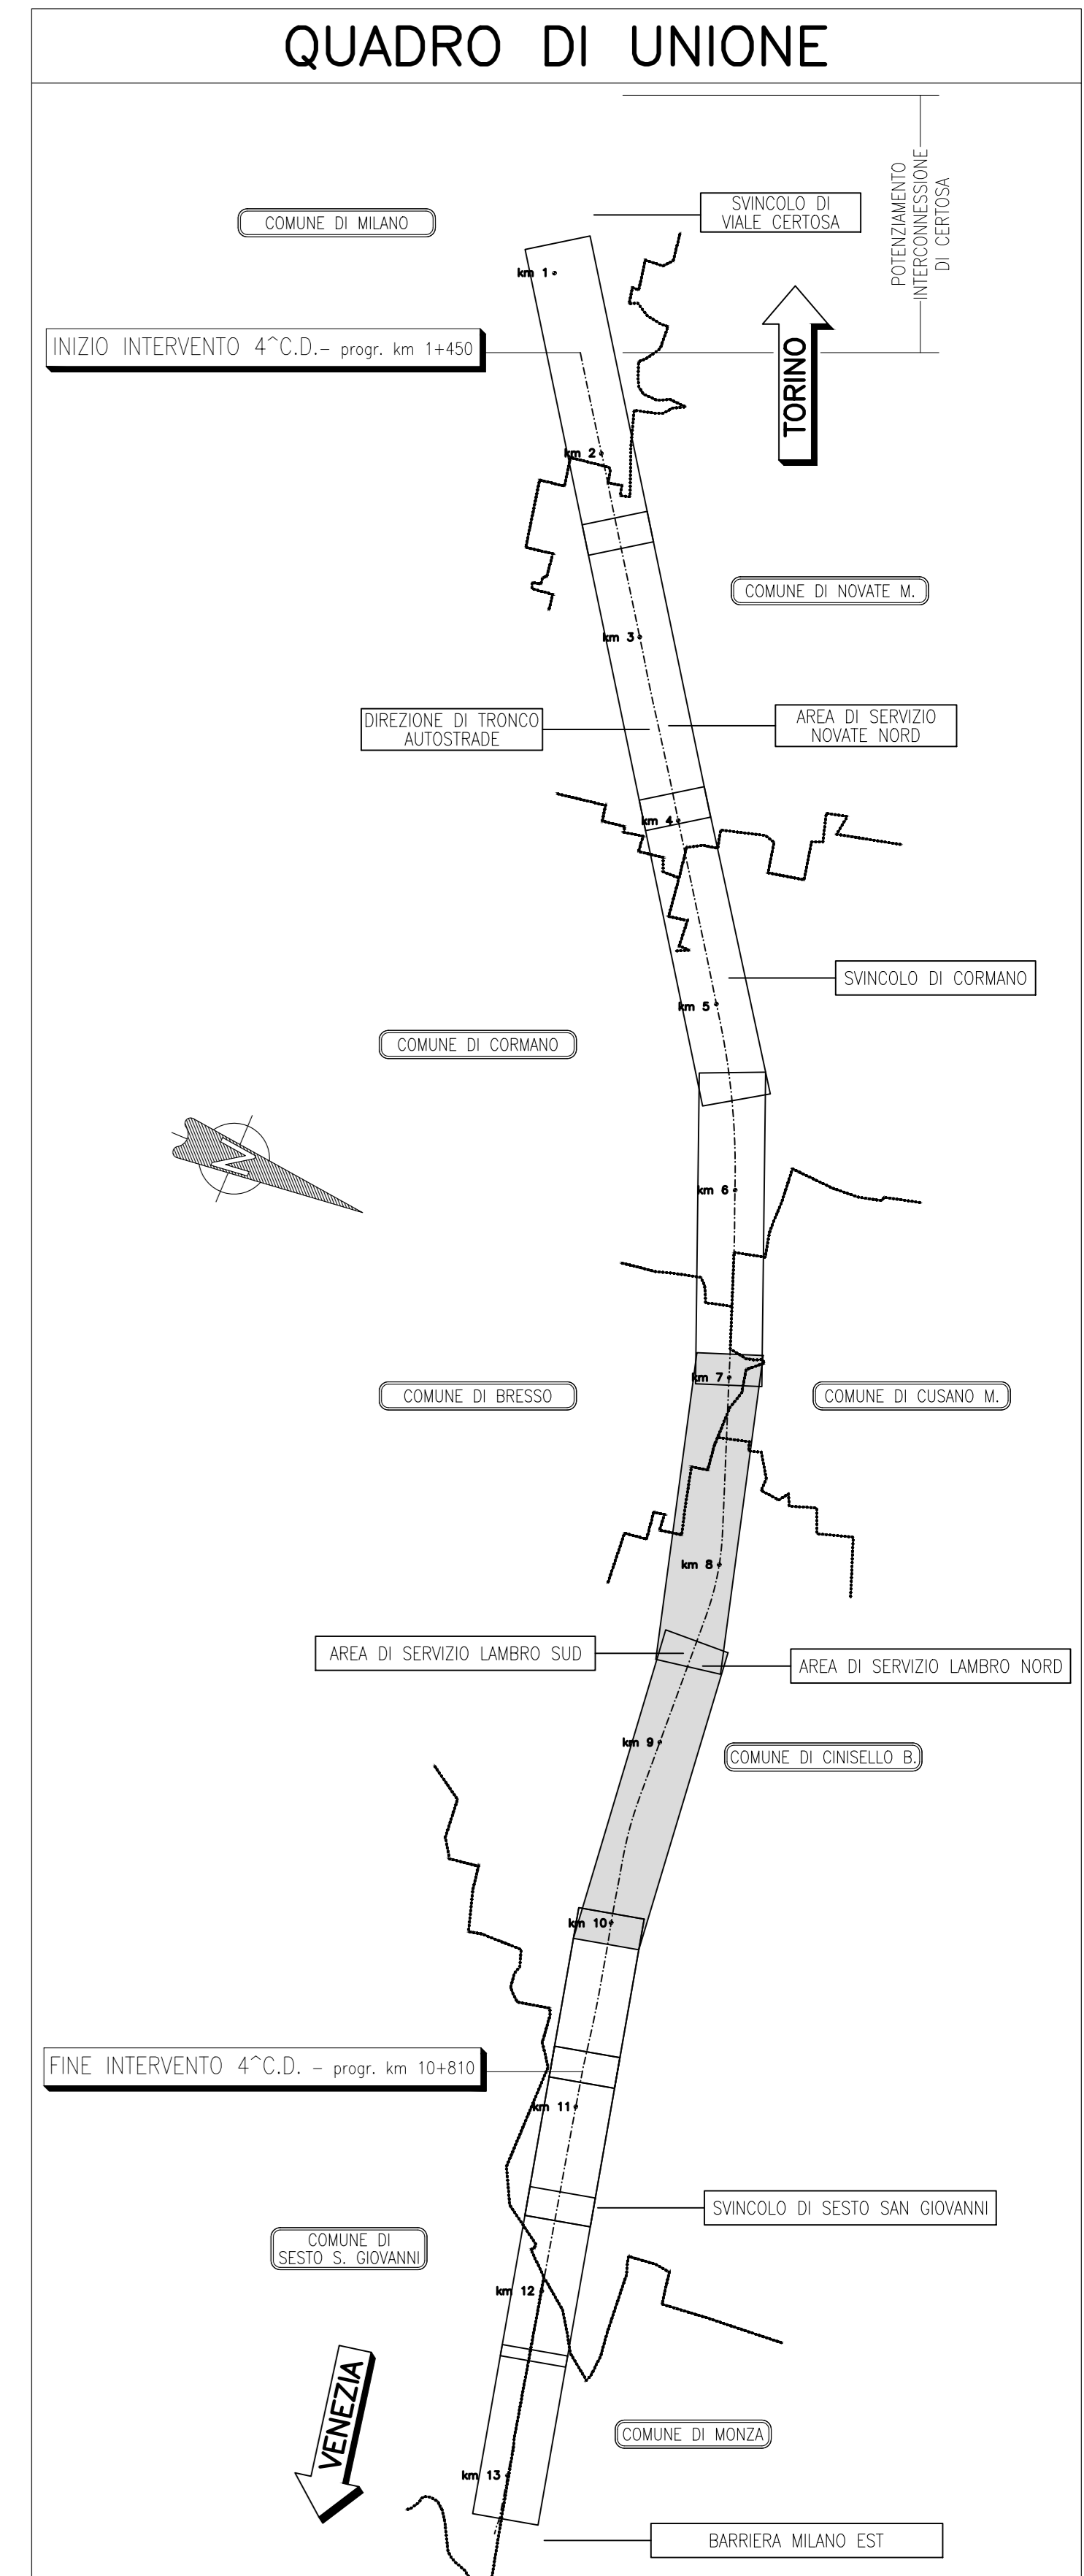 QUADRO DI UNIONE
COMUNE DI MILANO
SVINCOLO DI
VIALE CERTOSA
POTENZIAMENTO
INTERCONNESSIONE
DI CERTOSA
km 1
INIZIO INTERVENTO 4^C.D.- progr. km 1+450
TORINO
km 2
COMUNE DI NOVATE M.
km 3
DIREZIONE DI TRONCO
AUTOSTRADE
AREA DI SERVIZIO
NOVATE NORD
km 4
SVINCOLO DI CORMANO
km 5
COMUNE DI CORMANO
N
km 6
km 7
COMUNE DI BRESSO
COMUNE DI CUSANO M.
km 8
AREA DI SERVIZIO LAMBRO SUD
AREA DI SERVIZIO LAMBRO NORD
km 9
COMUNE DI CINISELLO B.
km 10
FINE INTERVENTO 4^C.D. - progr. km 10+810
km 11
SVINCOLO DI SESTO SAN GIOVANNI
COMUNE DI
SESTO S. GIOVANNI
km 12
VENEZIA
COMUNE DI MONZA
km 13
BARRIERA MILANO EST